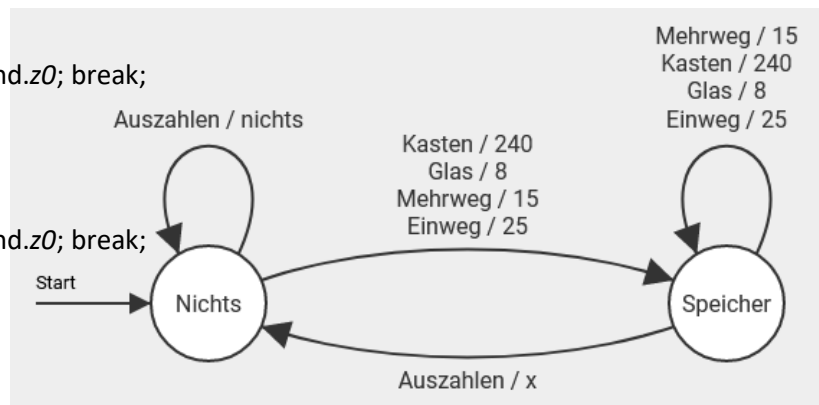 nd.z0; break;
nd.z0; break;
Auszahlen / nichts
Kasten / 240
Glas / 8
Mehrweg / 15
Einweg / 25
Mehrweg / 15
Kasten / 240
Glas / 8
Einweg / 25
Start
Nichts
Speicher
Auszahlen / x